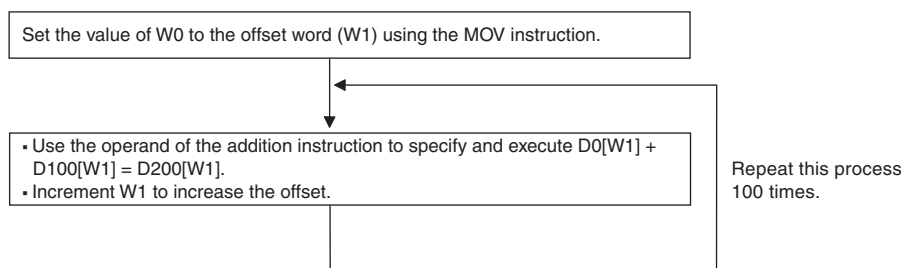 Set the value of W0 to the offset word (W1) using the MOV instruction.
▪ Use the operand of the addition instruction to specify and execute D0[W1] +
D100[W1] = D200[W1].
▪ Increment W1 to increase the offset.
Repeat this process
100 times.